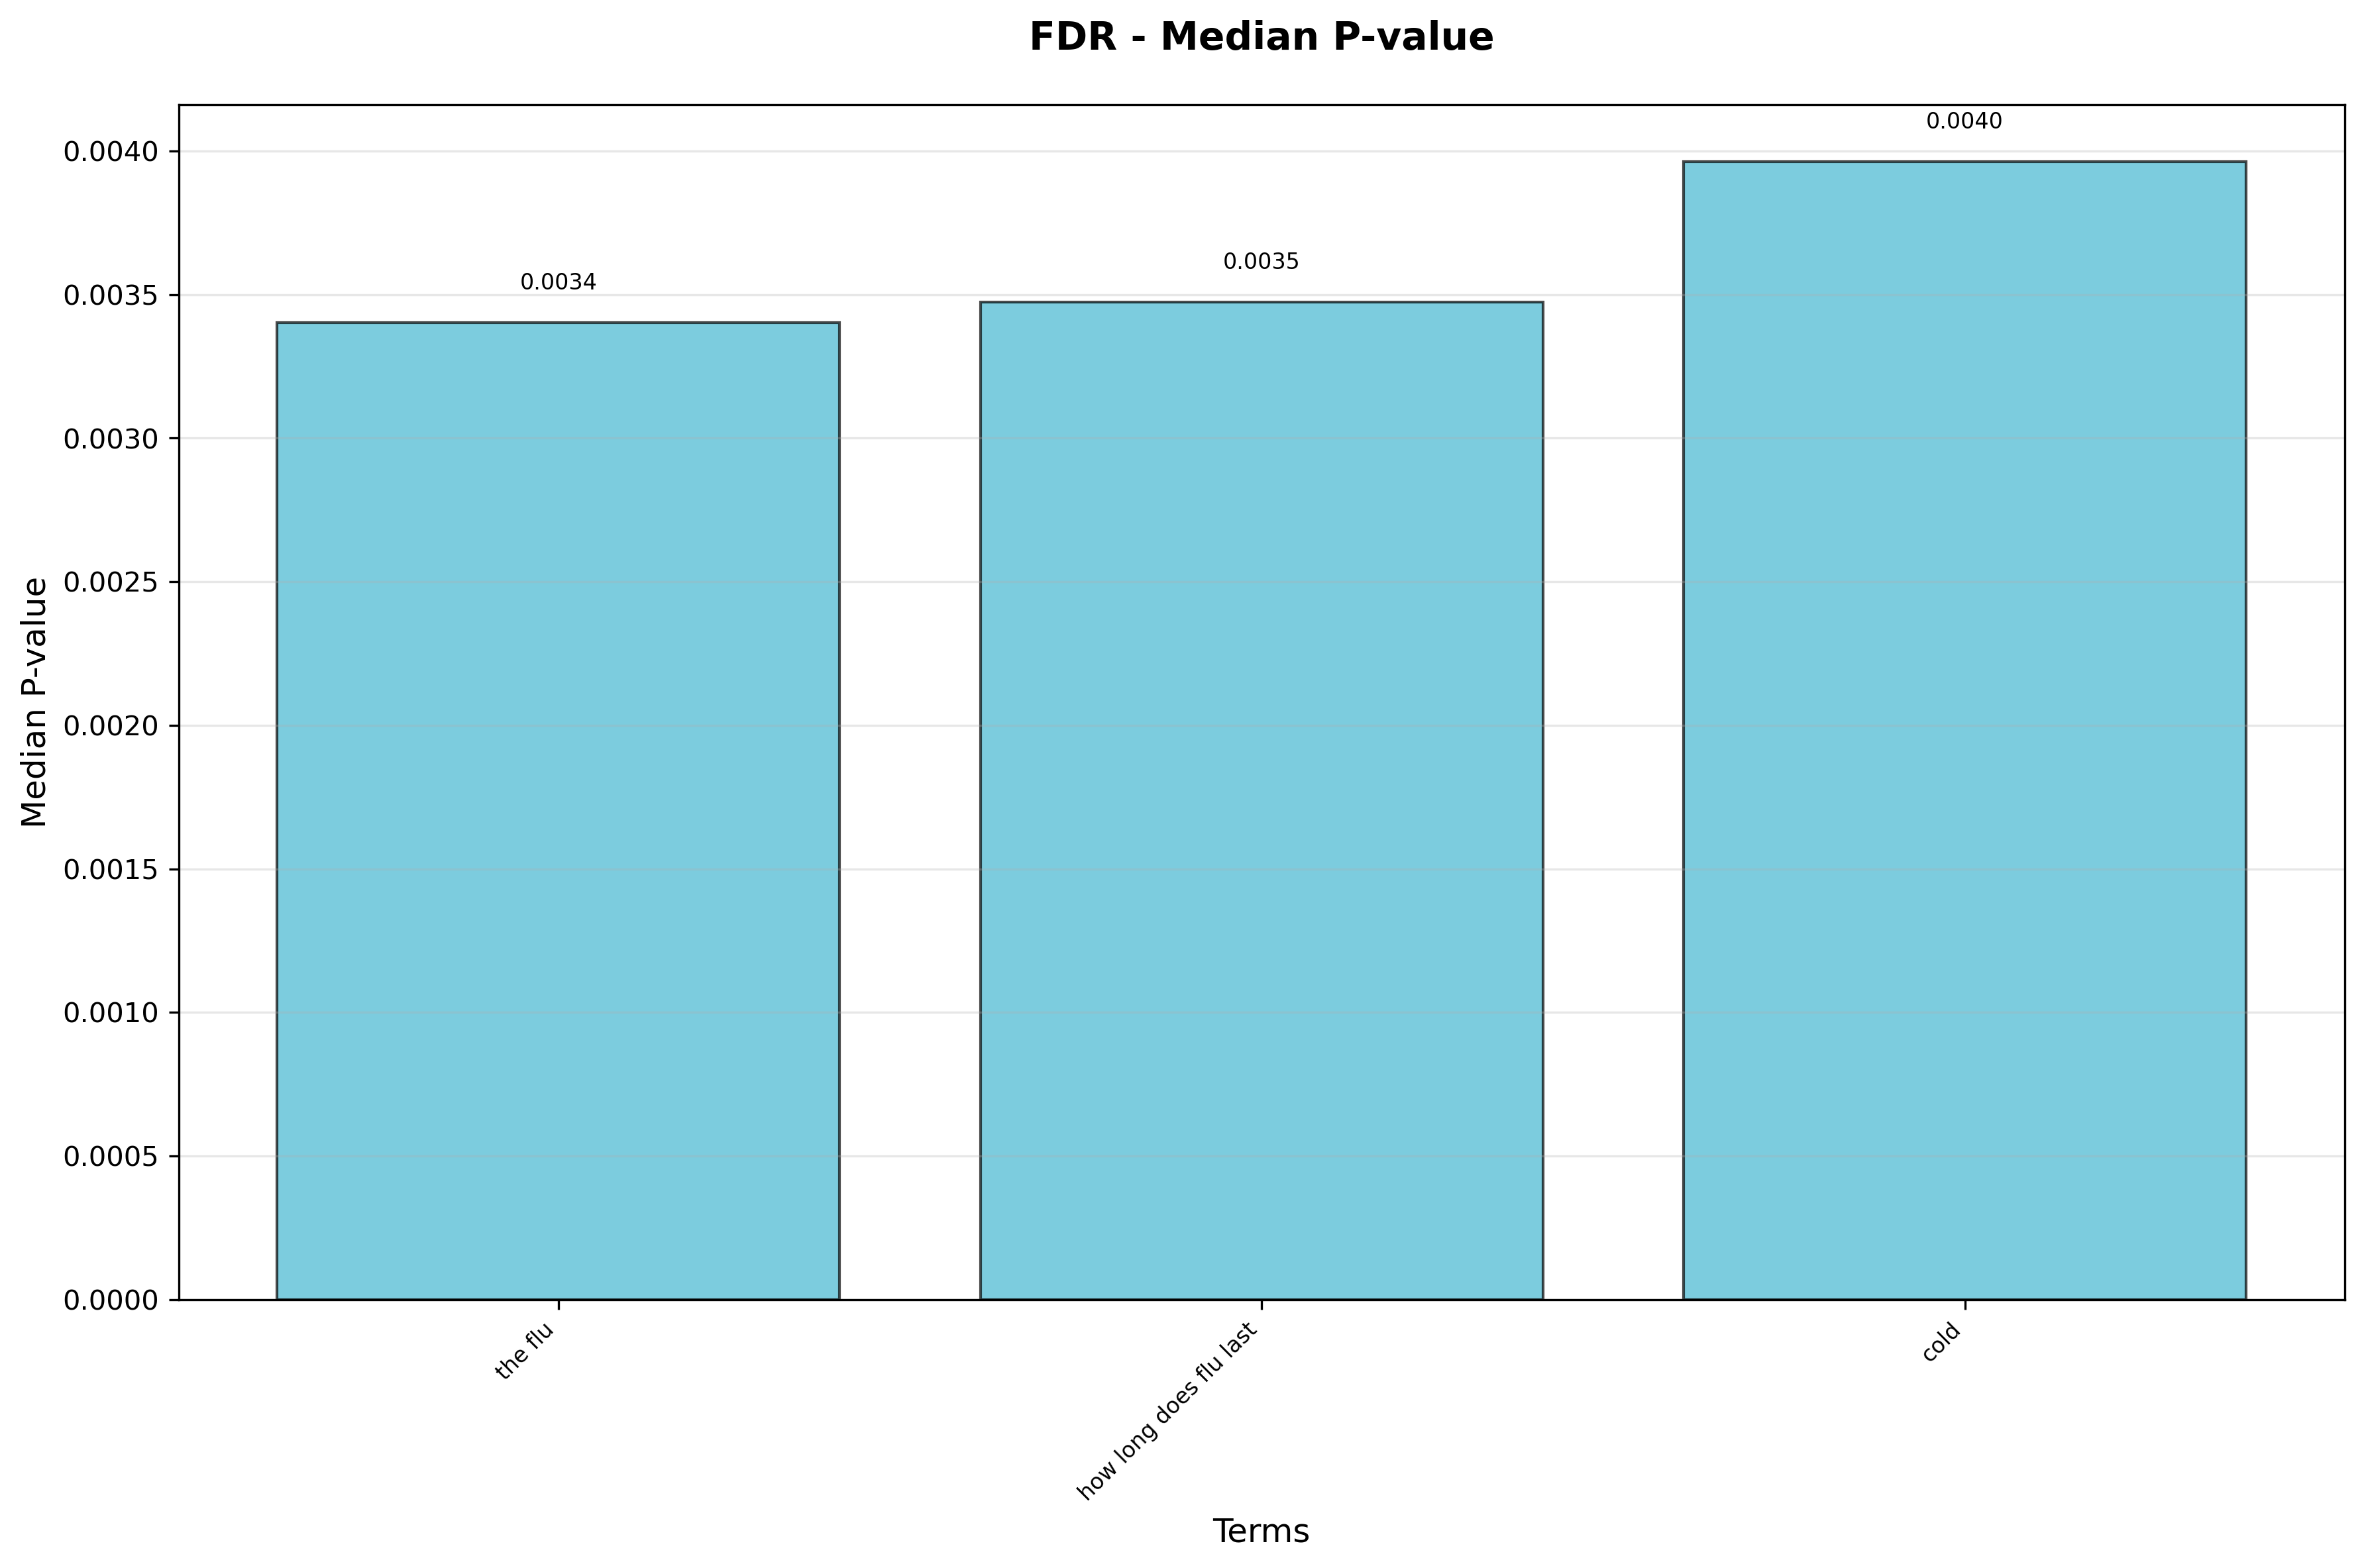 FDR - Median P-value
0.0040
0.0040
0.0035
0.0034
0.0035
0.0030
0.0025
0.0020
0.0015
0.0010
0.0005
0.0000
Median P-value
the flu
how long does flu last
cold
Terms